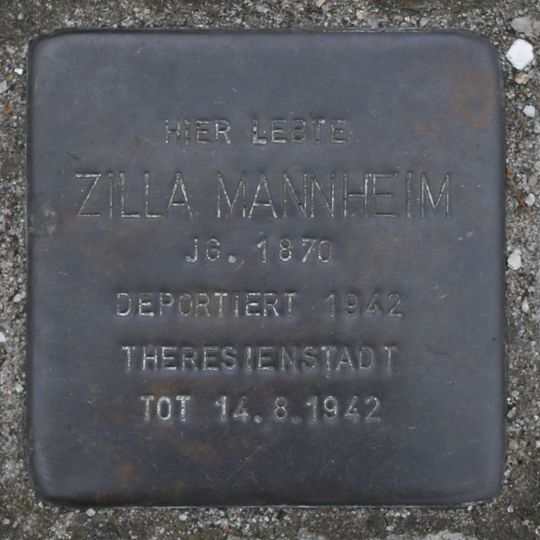 HIER LEBTE
ZILLA MANNHEIM
JG. 1870
DEPORTIERT 1942
THERESIENSTADT
TOT 14.8.1942